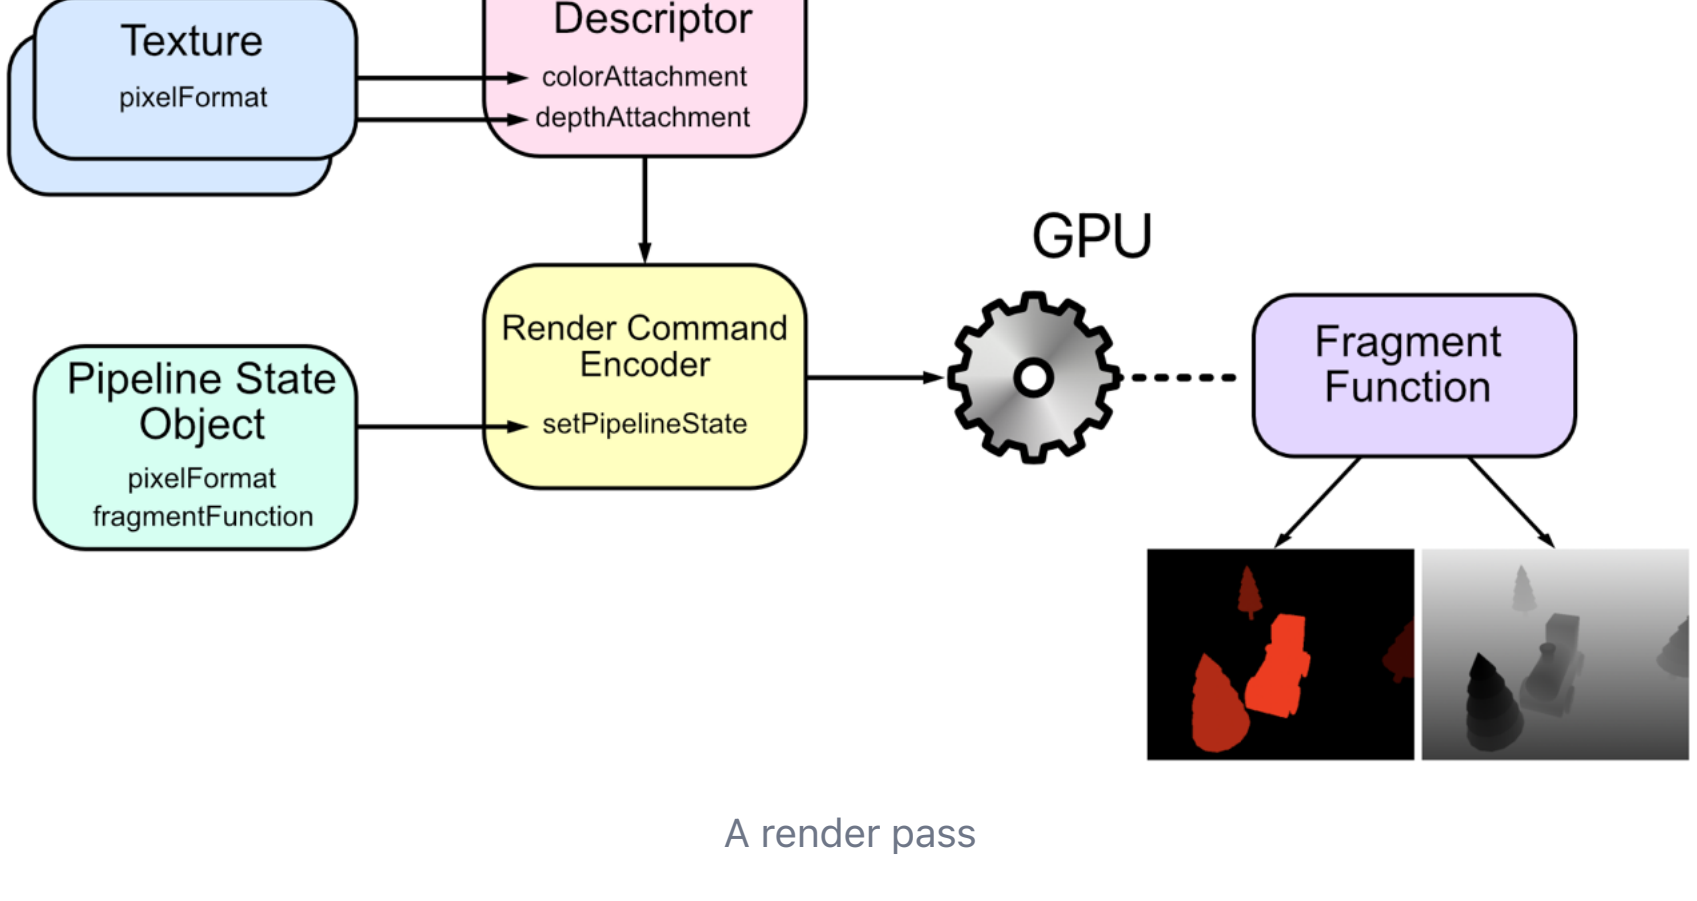 Texture
pixelFormat
Descriptor
colorAttachment
depthAttachment
GPU
Render Command
Encoder
setPipelineState
Pipeline State
Object
pixelFormat
fragmentFunction
Fragment
Function
A render pass